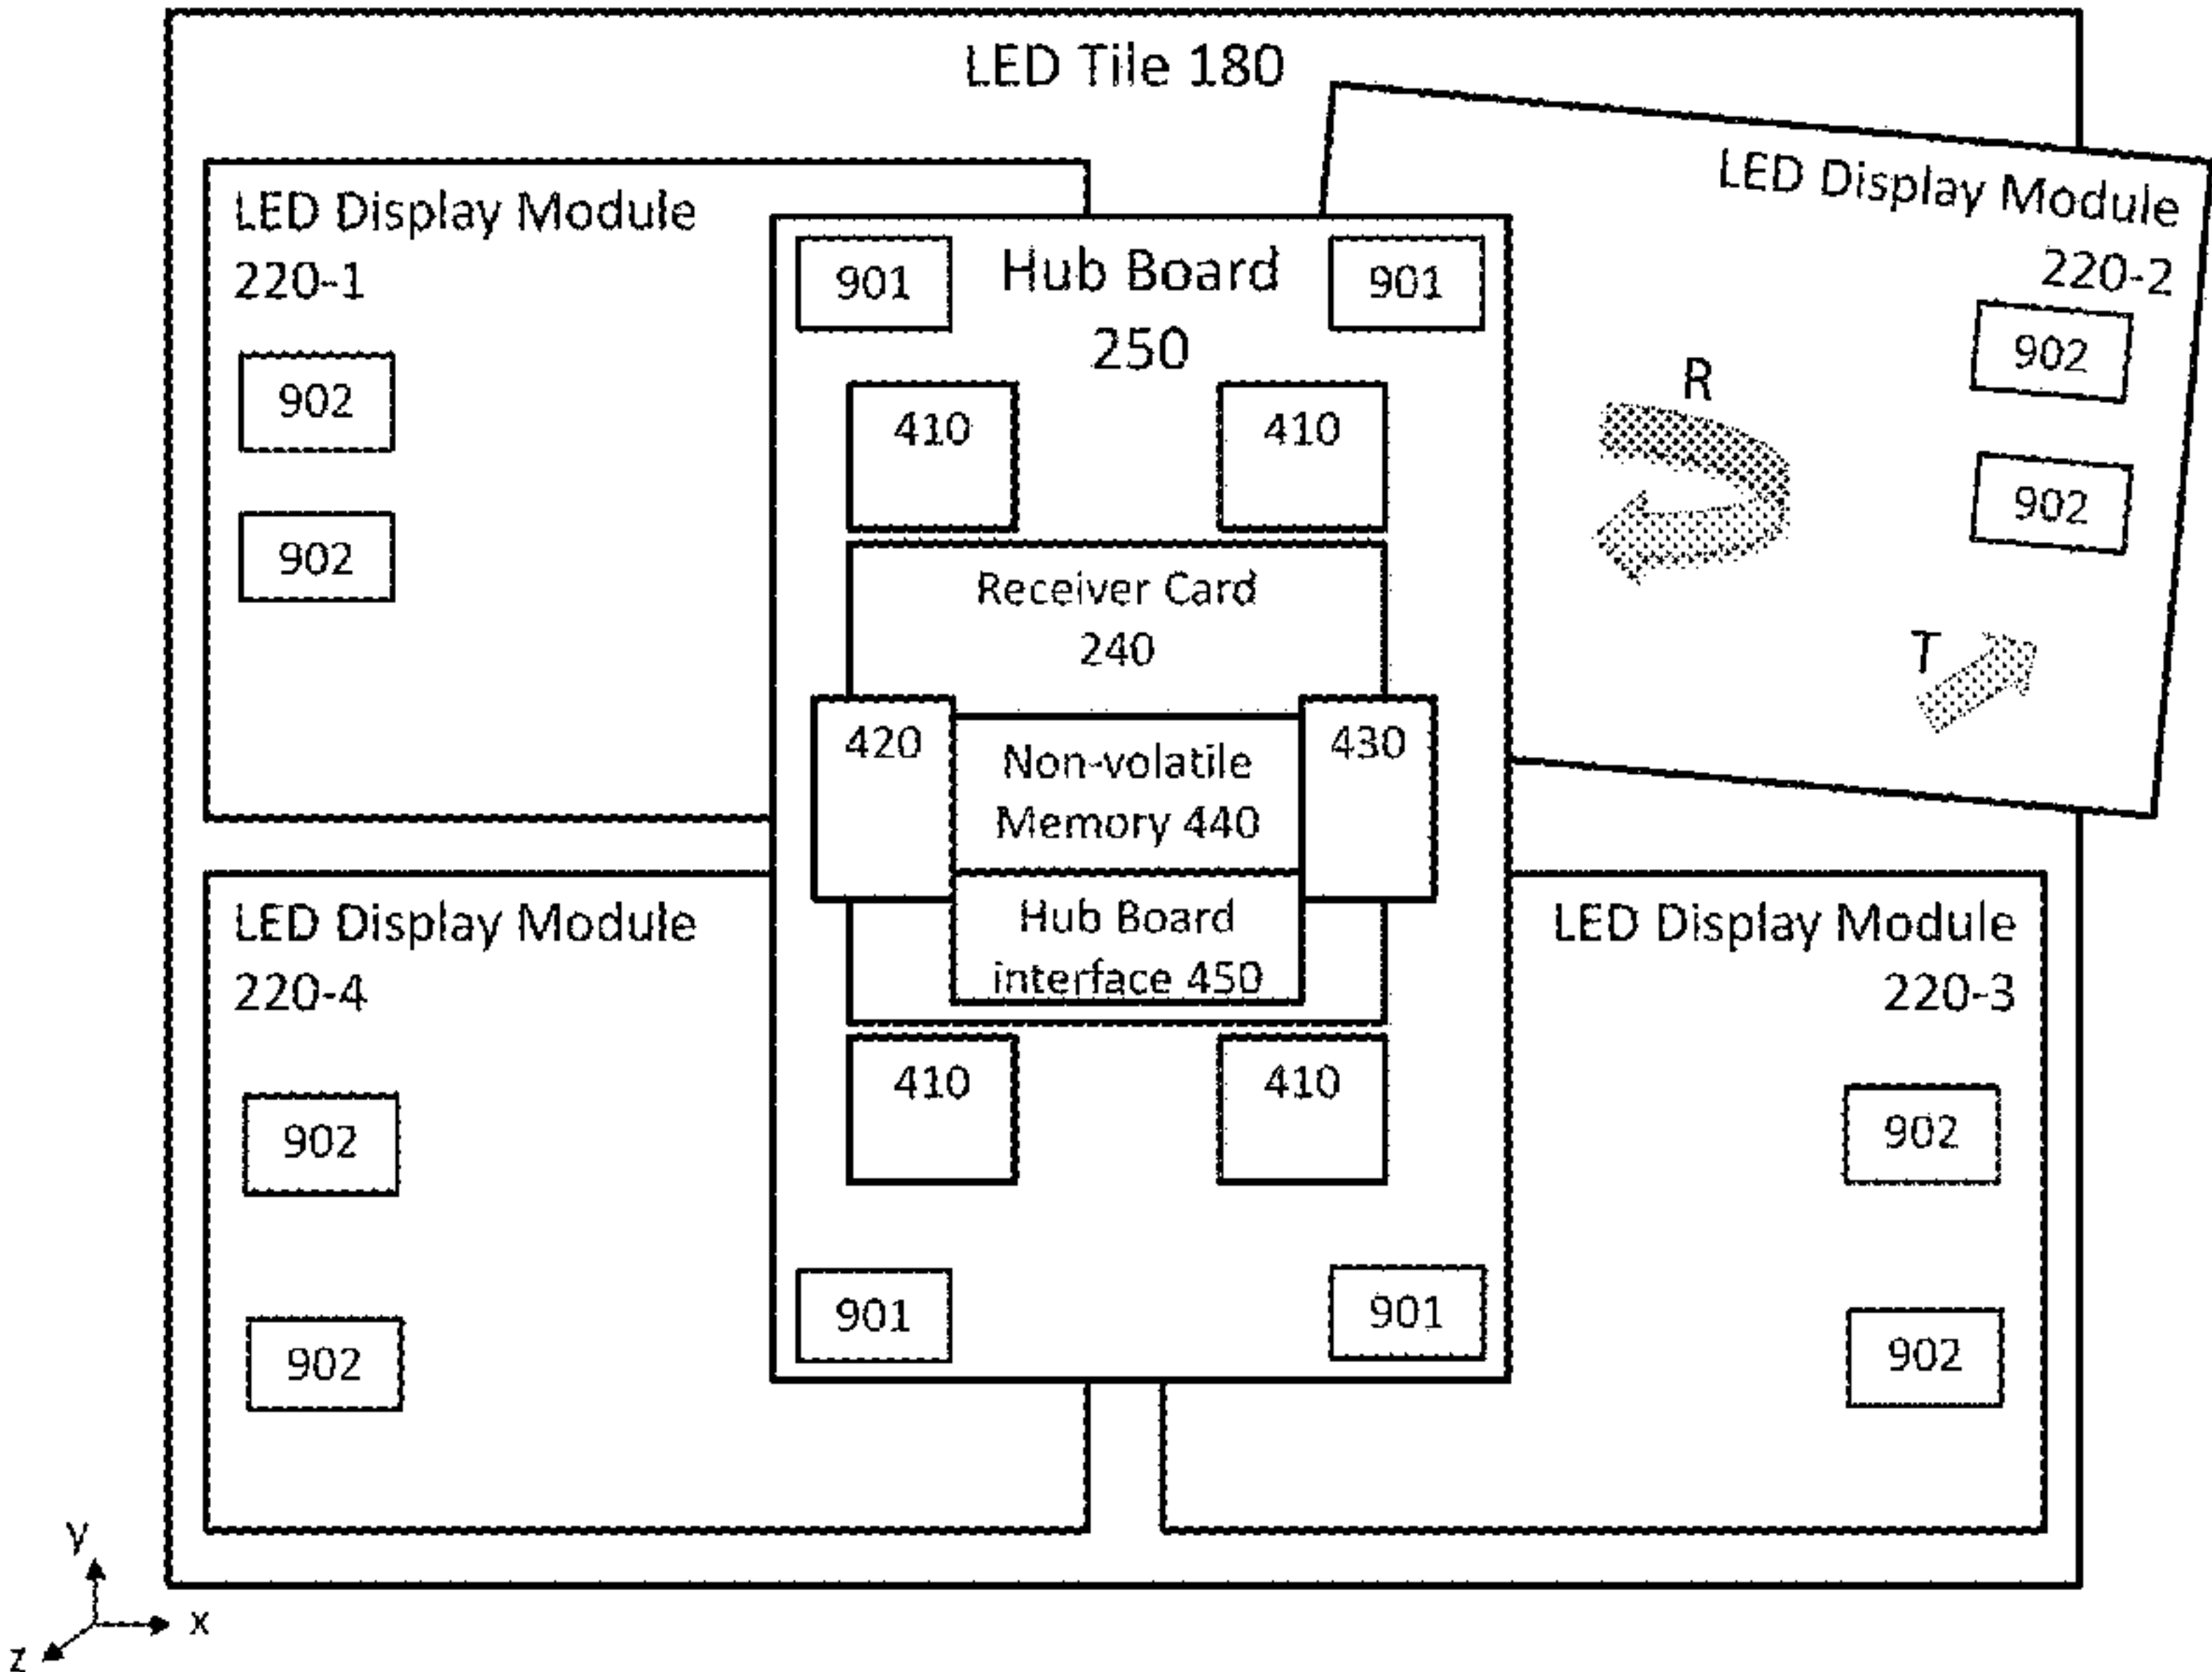 LED Tile 180
LED Display Module
220-1
902
902
LED Display Module
220-2
902
902
R
T
901
Hub Board
250
901
410
410
Receiver Card
240
420
Non-volatile
Memory 440
430
Hub Board
interface 450
410
410
901
901
LED Display Module
220-4
902
902
LED Display Module
220-3
902
902
y
x
z